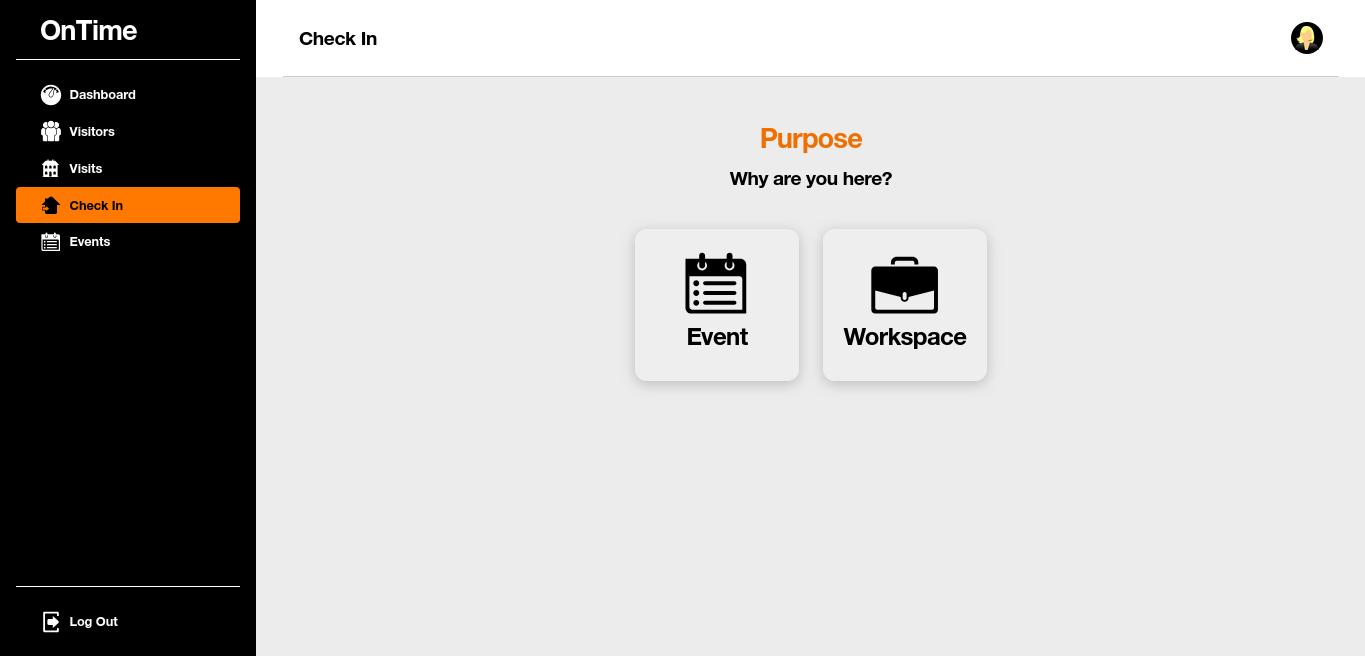 OnTime
Dashboard
Visitors
Visits
Check In
Events
Log Out
Check In
Purpose
Why are you here?
Event
Workspace